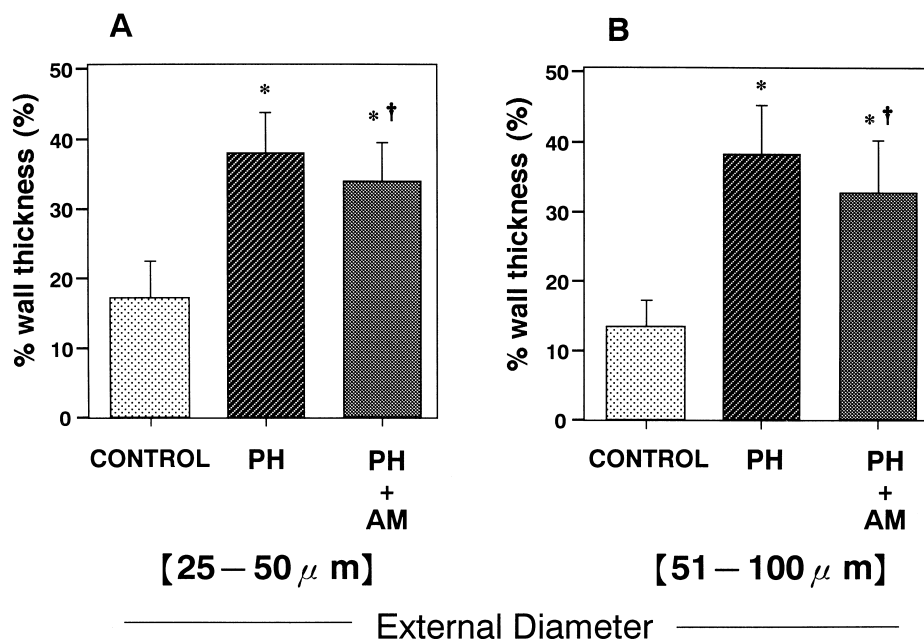 A
% wall thickness (%)
50
40
30
20
10
0
*
* †
CONTROL PH PH
+
AM
【25－50 μ m】
B
% wall thickness (%)
50
40
30
20
10
0
*
* †
CONTROL PH PH
+
AM
【51－100 μ m】
External Diameter